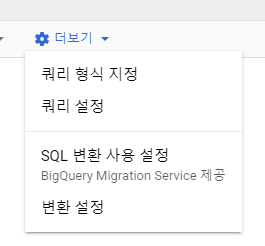 더보기
쿼리 형식 지정
쿼리 설정
SQL 변환 사용 설정
BigQuery Migration Service 제공
변환 설정